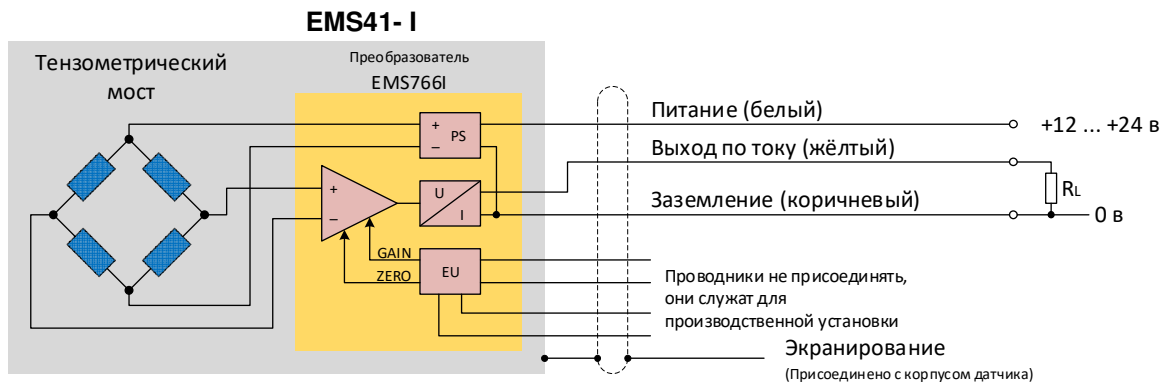 EMS41- I
Тензометрический
мост
Преобразователь
EMS766I
+
PS
−
+
−
U
I
GAIN
ZERO
EU
Питание (белый)
+12 ... +24 в
Выход по току (жёлтый)
RL
Заземление (коричневый)
0 в
Проводники не присоединять,
они служат для
производственной установки
Экранирование
(Присоединено с корпусом датчика)